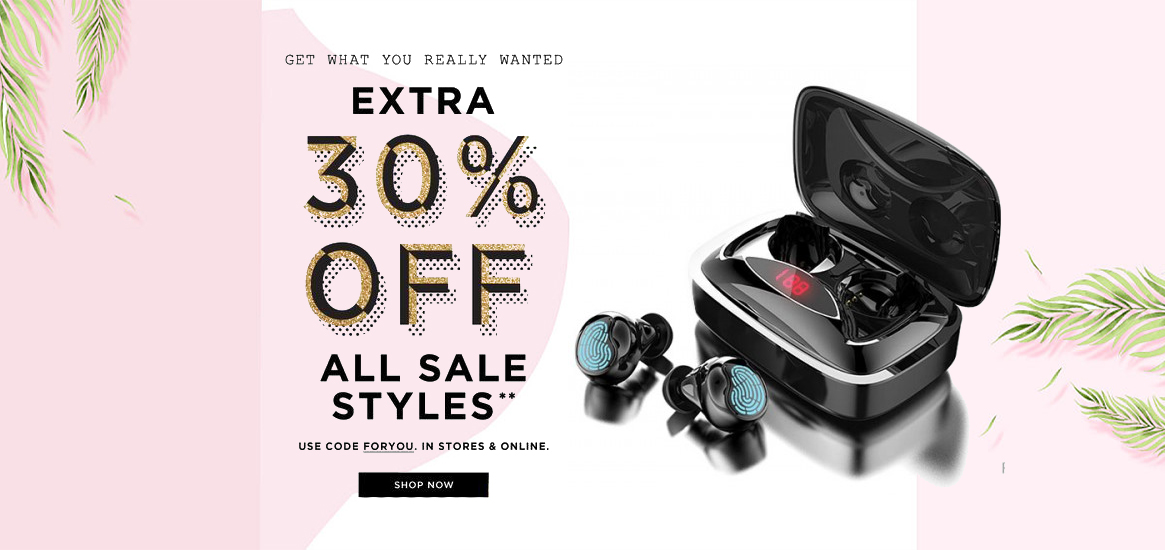 GET WHAT YOU REALLY WANTED
EXTRA
30%
OFF
ALL SALE
STYLES**
USE CODE FORYOU. IN STORES & ONLINE.
SHOP NOW